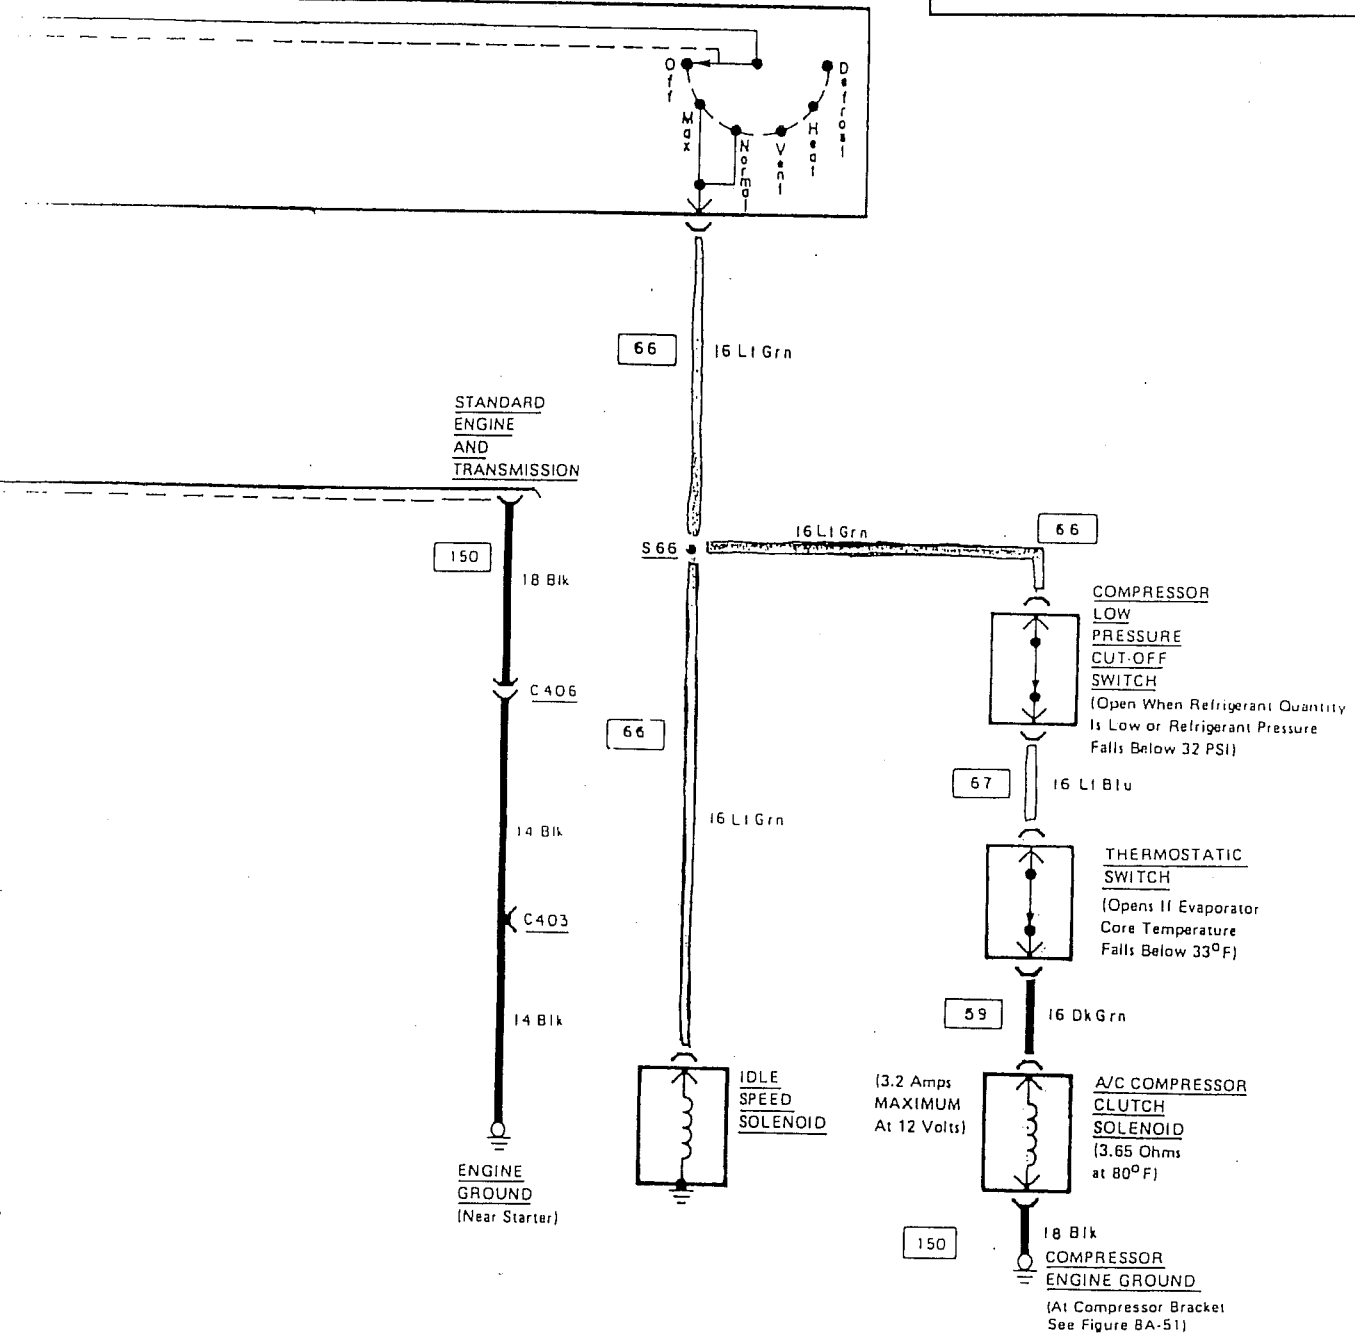 Off
Max
Normal
Vent
Heat
Defrost
66
16 Lt Grn
STANDARD
ENGINE
AND
TRANSMISSION
150
18 Blk
S66
16 Lt Grn
66
COMPRESSOR
LOW
PRESSURE
CUT-OFF
SWITCH
(Open When Refrigerant Quantity
Is Low or Refrigerant Pressure
Falls Below 32 PSI)
C406
66
67
16 Lt Blu
14 Blk
16 Lt Grn
THERMOSTATIC
SWITCH
(Opens If Evaporator
Core Temperature
Falls Below 33°F)
C403
14 Blk
59
16 Dk Grn
IDLE
SPEED
SOLENOID
(3.2 Amps
MAXIMUM
At 12 Volts)
A/C COMPRESSOR
CLUTCH
SOLENOID
(3.65 Ohms
at 80°F)
ENGINE
GROUND
(Near Starter)
150
18 Blk
COMPRESSOR
ENGINE GROUND
(At Compressor Bracket
See Figure 8A-51)